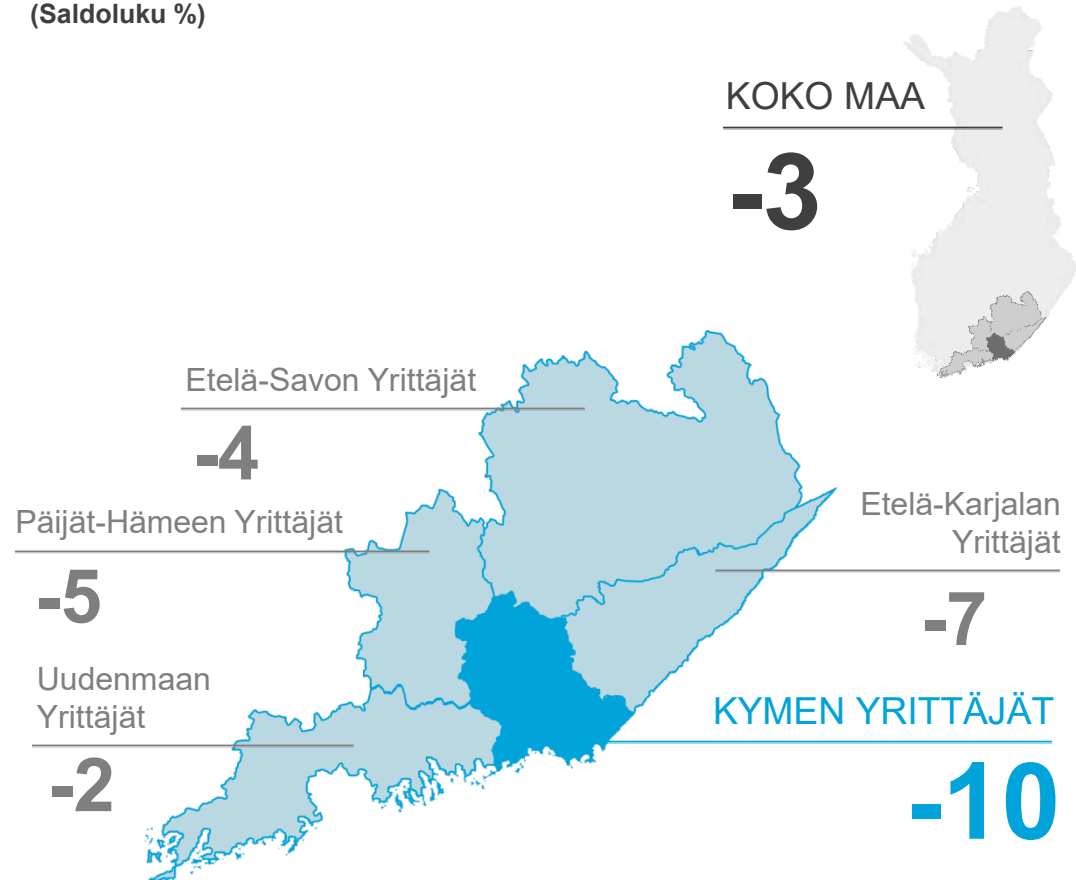 (Saldoluku %)
KOKO MAA
-3
Etelä-Savon Yrittäjät
-4
Päijät-Hämeen Yrittäjät
-5
Etelä-Karjalan
Yrittäjät
-7
Uudenmaan
Yrittäjät
-2
KYMEN YRITTÄJÄT
-10